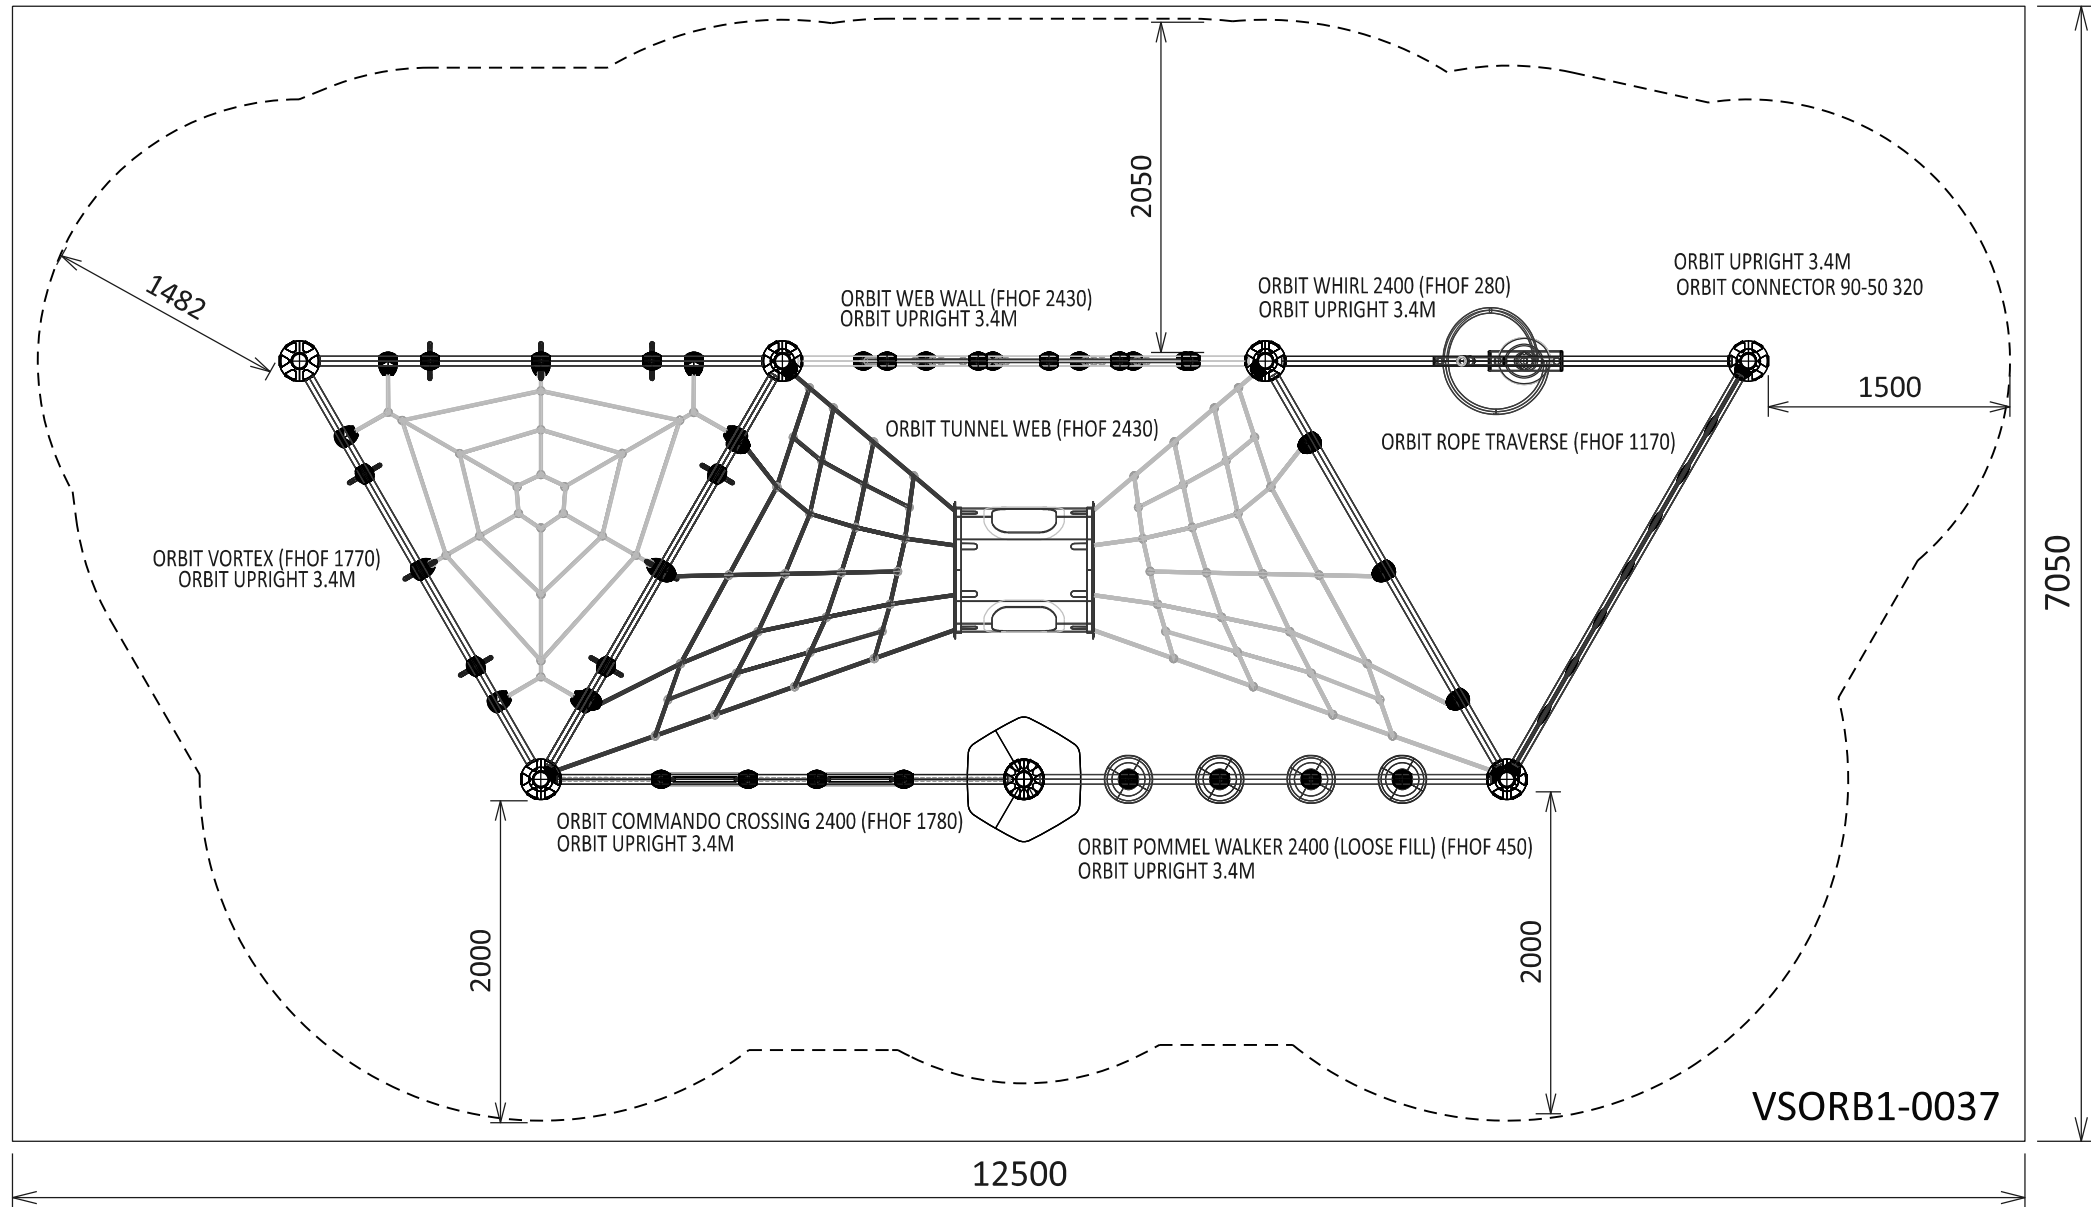 2050
1482
ORBIT WEB WALL (FHOF 2430)
ORBIT UPRIGHT 3.4M
ORBIT WHIRL 2400 (FHOF 280)
ORBIT UPRIGHT 3.4M
ORBIT UPRIGHT 3.4M
ORBIT CONNECTOR 90-50 320
1500
ORBIT TUNNEL WEB (FHOF 2430)
ORBIT ROPE TRAVERSE (FHOF 1170)
ORBIT VORTEX (FHOF 1770)
ORBIT UPRIGHT 3.4M
7050
ORBIT COMMANDO CROSSING 2400 (FHOF 1780)
ORBIT UPRIGHT 3.4M
ORBIT POMMEL WALKER 2400 (LOOSE FILL) (FHOF 450)
ORBIT UPRIGHT 3.4M
2000
2000
VSORB1-0037
12500